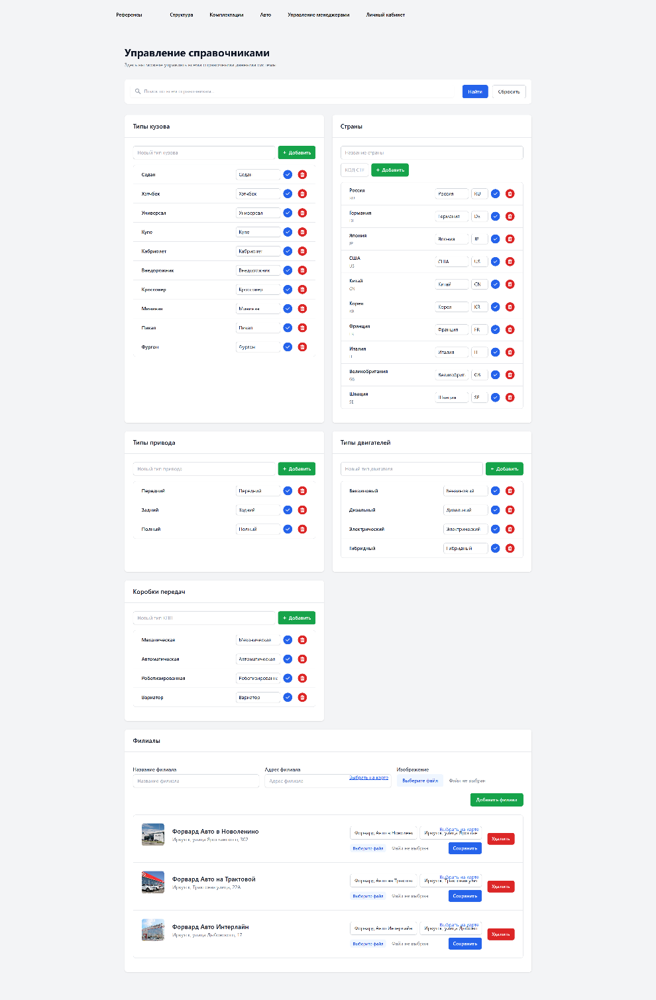 Референсы Структура Комплектации Авто Управление менеджерами Личный кабинет
Управление справочниками
Здесь вы можете управлять всеми справочными данными системы
Поиск по всем справочникам...
Найти
Сбросить
Типы кузова
Новый тип кузова
+ Добавить
Седан Седан
Хэтчбек Хэтчбек
Универсал Универсал
Купе Купе
Кабриолет Кабриолет
Внедорожник Внедорожник
Кроссовер Кроссовер
Минивэн Минивэн
Пикап Пикап
Фургон Фургон
Страны
Название страны
КОД СТР
+ Добавить
Россия Россия RU
RU
Германия Германия DE
DE
Япония Япония JP
JP
США США US
US
Китай Китай CN
CN
Корея Корея KR
KR
Франция Франция FR
FR
Италия Италия IT
IT
Великобритания Великобрит GB
GB
Швеция Швеция SE
SE
Типы привода
Новый тип привода
+ Добавить
Передний Передний
Задний Задний
Полный Полный
Типы двигателей
Новый тип двигателя
+ Добавить
Бензиновый Бензиновый
Дизельный Дизельный
Электрический Электрический
Гибридный Гибридный
Коробки передач
Новый тип КПП
+ Добавить
Механическая Механическая
Автоматическая Автоматическая
Роботизированная Роботизированна
Вариатор Вариатор
Филиалы
Название филиала
Название филиала
Адрес филиала
Адрес филиала
Выбрать на карте
Изображение
Выберите файл Файл не выбран
Добавить филиал
Форвард Авто в Новоленино
Иркутск, улица Ярославского, 302
Форвард Авто в Новолени
Выбрать на карте
Иркутск, улица Яросла
Выберите файл Файл не выбран
Сохранить
Удалить
Форвард Авто на Трактовой
Иркутск, Трактовая улица, 22А
Форвард Авто на Тракто
Выбрать на карте
Иркутск, Трактовая ули
Выберите файл Файл не выбран
Сохранить
Удалить
Форвард Авто Интерлайн
Иркутск, улица Дыбовского, 17
Форвард Авто Интерлайн
Выбрать на карте
Иркутск, улица Дыбово
Выберите файл Файл не выбран
Сохранить
Удалить